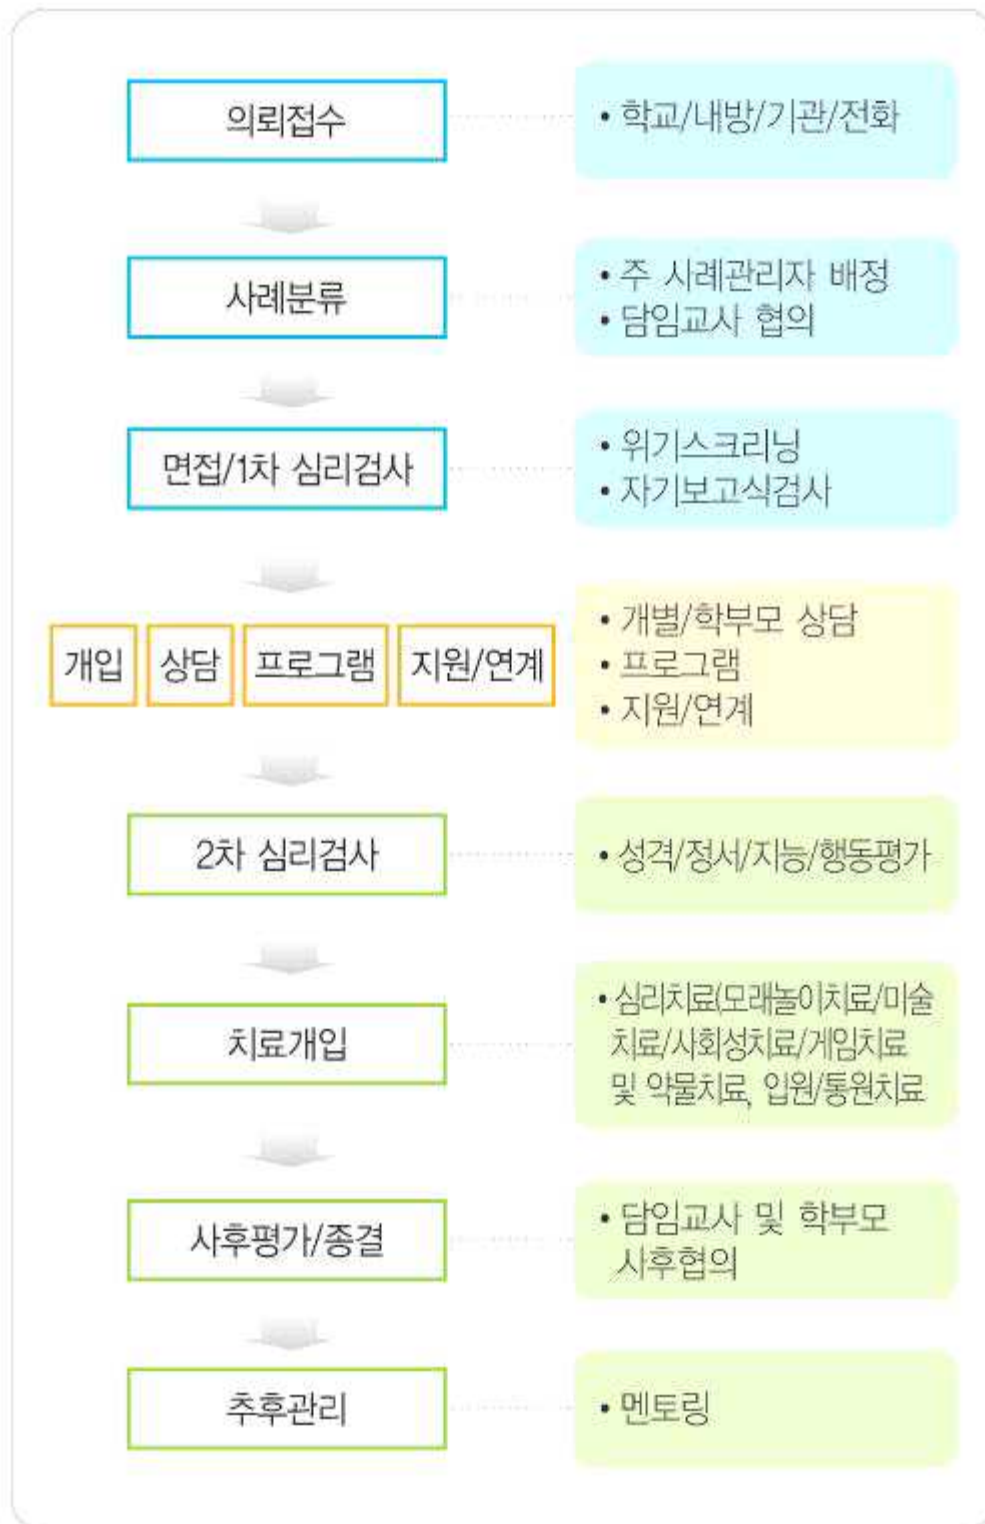 의뢰접수
• 학교/내방/기관/전화
사례분류
• 주 사례관리자 배정
• 담임교사 협의
면접/1차 심리검사
• 위기스크리닝
• 자기보고식검사
개입 상담 프로그램 지원/연계
• 개별/학부모 상담
• 프로그램
• 지원/연계
2차 심리검사
• 성격/정서/지능/행동평가
치료개입
• 심리치료(모래놀이치료/미술
치료/사회성치료/게임치료
및 약물치료, 입원/통원치료
사후평가/종결
• 담임교사 및 학부모
사후협의
추후관리
• 멘토링